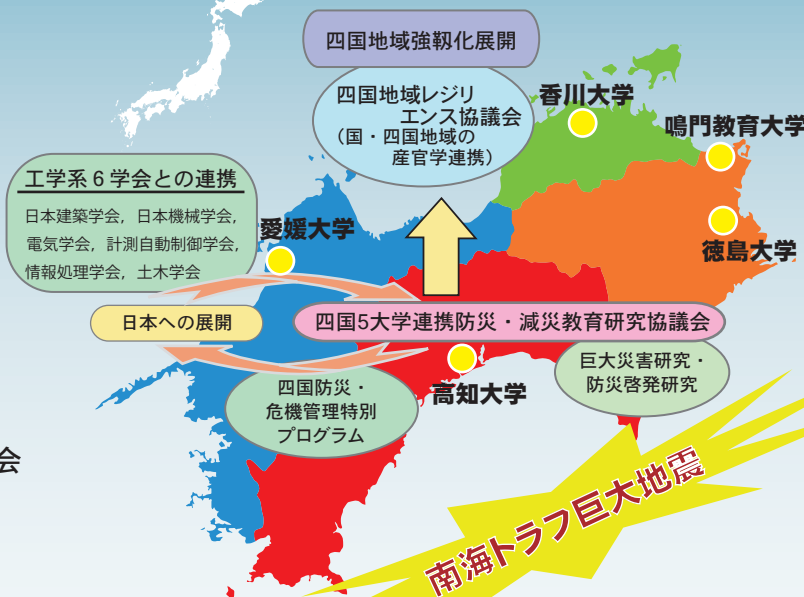 四国地域強靱化展開
四国地域レジリ
エンス協議会
(国・四国地域の
産官学連携)
香川大学
鳴門教育大学
工学系6学会との連携
日本建築学会，日本機械学会，
電気学会，計測自動制御学会，
情報処理学会，土木学会
愛媛大学
徳島大学
日本への展開
四国5大学連携防災・減災教育研究協議会
巨大災害研究・
防災啓発研究
四国防災・
危機管理特別
プログラム
高知大学
会
南海トラフ巨大地震